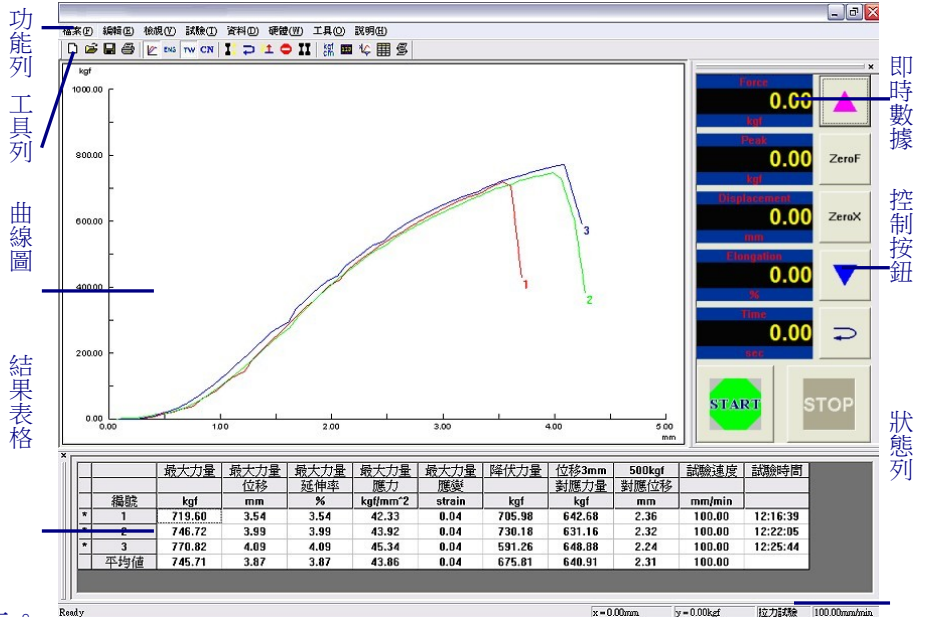 功能列
工具列
曲線圖
結果表格
即時數據
控制按鈕
狀態列
檔案(F) 編輯(E) 檢視(V) 試驗(T) 資料(D) 硬體(W) 工具(O) 說明(H)
ENG TW CN kgf cm
kgf
1000.00
800.00
600.00
400.00
200.00
0.00
0.00 1.00 2.00 3.00 4.00 5.00
mm
1
2
3
Force
0.00
kgf
Peak
0.00
kgf
ZeroF
Displacement
0.00
mm
ZeroX
Elongation
0.00
%
Time
0.00
sec
START
STOP
最大力量 最大力量 最大力量 最大力量 最大力量 降伏力量 位移3mm 500kgf 試驗速度 試驗時間
位移 延伸率 應力 應變 對應力量 對應位移
編號 kgf mm % kgf/mm^2 strain kgf kgf mm mm/min
* 1 719.60 3.54 3.54 42.33 0.04 705.98 642.68 2.36 100.00 12:16:39
* 2 746.72 3.99 3.99 43.92 0.04 730.18 631.16 2.32 100.00 12:22:05
* 3 770.82 4.09 4.09 45.34 0.04 591.26 648.88 2.24 100.00 12:25:44
平均值 745.71 3.87 3.87 43.86 0.04 675.81 640.91 2.31 100.00
Ready x=0.00mm y=0.00kgf 拉力試驗 100.00mm/min